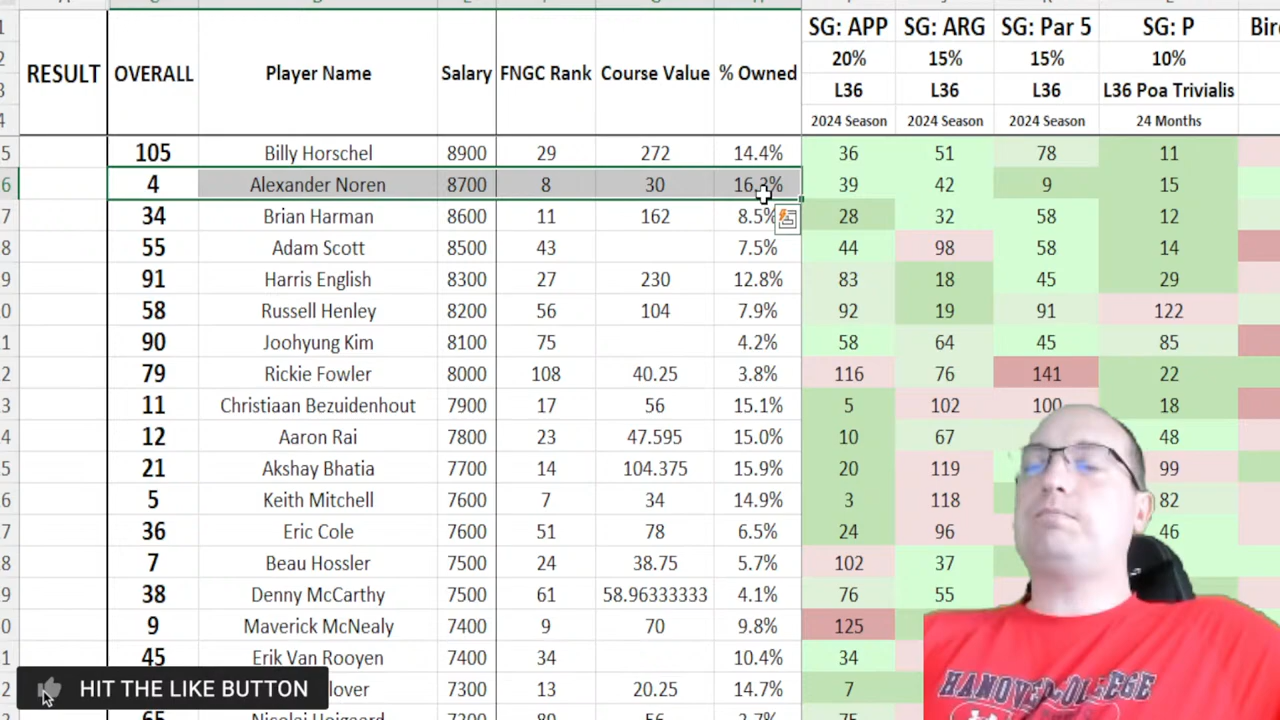 SG: APP SG: ARG SG: Par 5 SG: P
RESULT OVERALL Player Name Salary FNGC Rank Course Value % Owned 20% 15% 15% 10%
L36 L36 L36 L36 Poa Trivialis
2024 Season 2024 Season 2024 Season 24 Months
105 Billy Horschel 8900 29 272 14.4% 36 51 78 11
4 Alexander Noren 8700 8 30 39 42 9 15
34 Brian Harman 8600 11 162 8.5% 28 32 58 12
55 Adam Scott 8500 43 7.5% 44 98 58 14
91 Harris English 8300 27 230 12.8% 83 18 45 29
58 Russell Henley 8200 56 104 7.9% 92 19 91 122
90 Joohyung Kim 8100 75 4.2% 58 64 45 85
79 Rickie Fowler 8000 108 40.25 3.8% 116 76 141 22
11 Christiaan Bezuidenhout 7900 17 56 15.1% 5 102 100 18
12 Aaron Rai 7800 23 47.595 15.0% 10 67 48
21 Akshay Bhatia 7700 14 104.375 15.9% 20 119 99
5 Keith Mitchell 7600 7 34 14.9% 3 118 82
36 Eric Cole 7600 51 78 6.5% 24 96 46
7 Beau Hossler 7500 24 38.75 5.7% 102 37
38 Denny McCarthy 7500 61 58.96333333 4.1% 76 55
9 Maverick McNealy 7400 9 70 9.8% 125
45 Erik Van Rooyen 7400 34 10.4% 34
HIT THE LIKE BUTTON lover 7300 13 20.25 14.7% 7
HANOVER COLLEGE